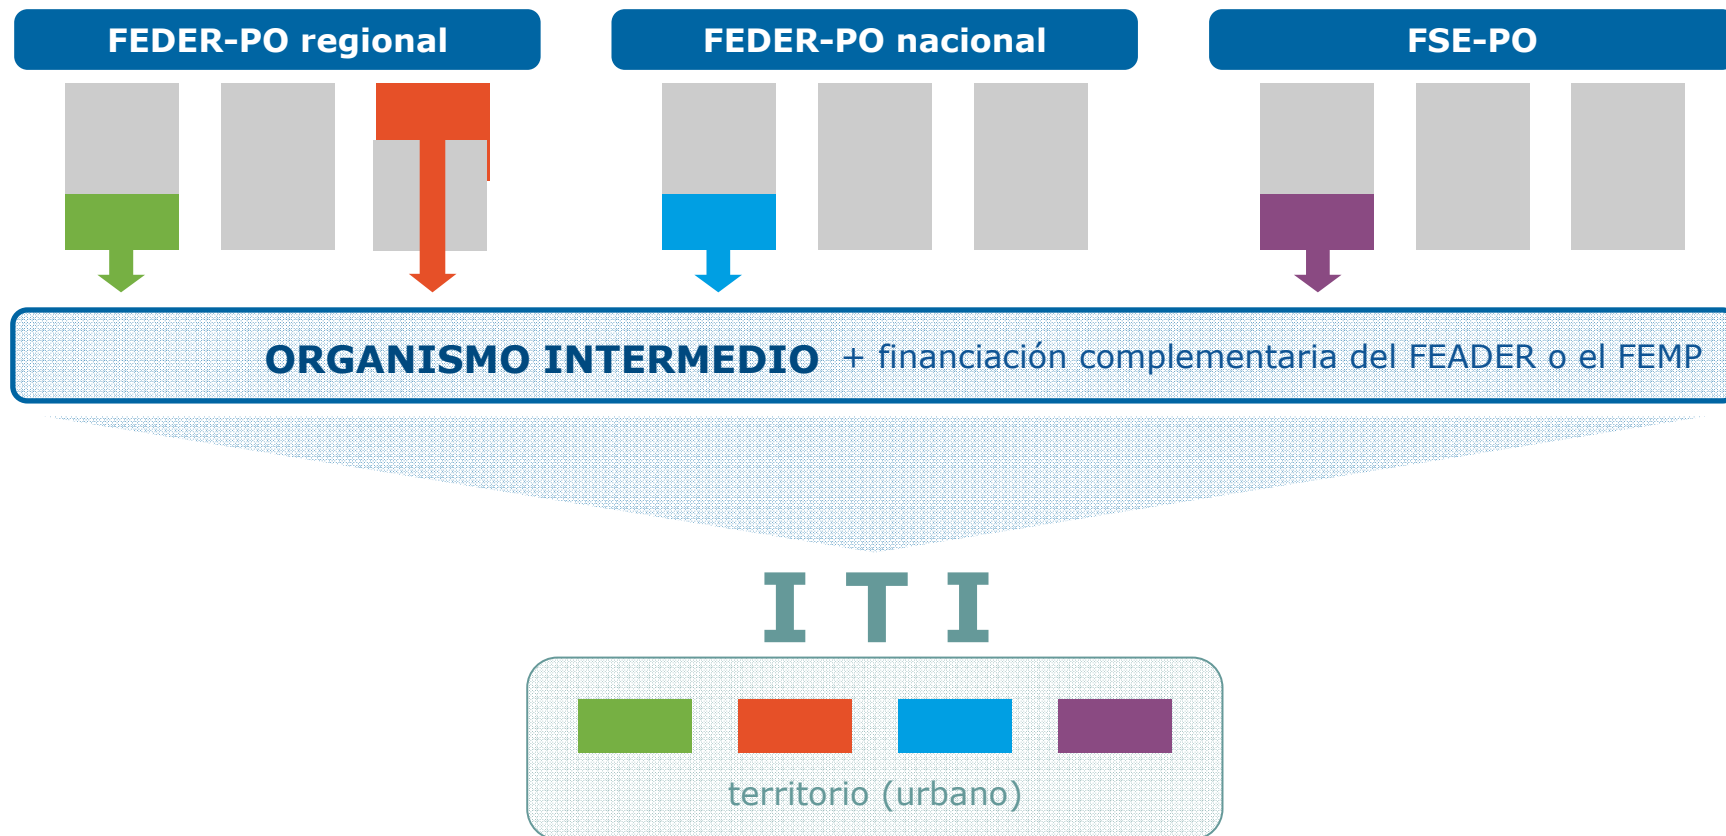 FEDER-PO regional
FEDER-PO nacional
FSE-PO
ORGANISMO INTERMEDIO + financiación complementaria del FEADER o el FEMP
I T I
territorio (urbano)